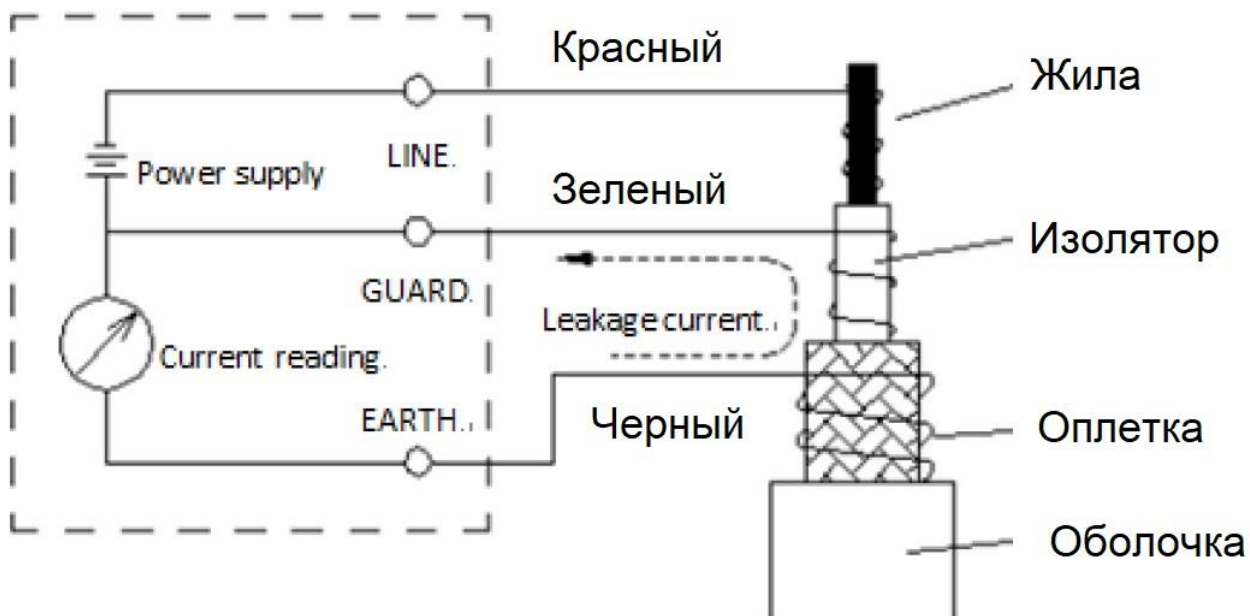 Красный
Жила
LINE.
Power supply
Зеленый
Изолятор
GUARD.
Leakage current.
Current reading.
EARTH.
Черный
Оплетка
Оболочка